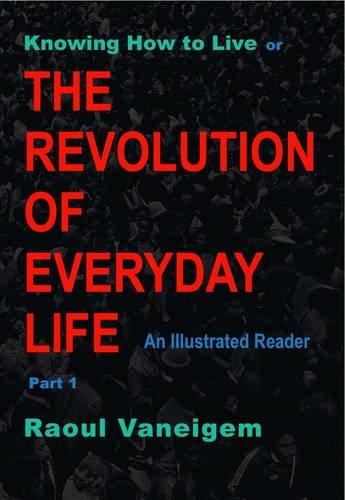 Knowing How to Live or
THE
REVOLUTION
OF
EVERYDAY
LIFE An Illustrated Reader
Part 1
Raoul Vaneigem